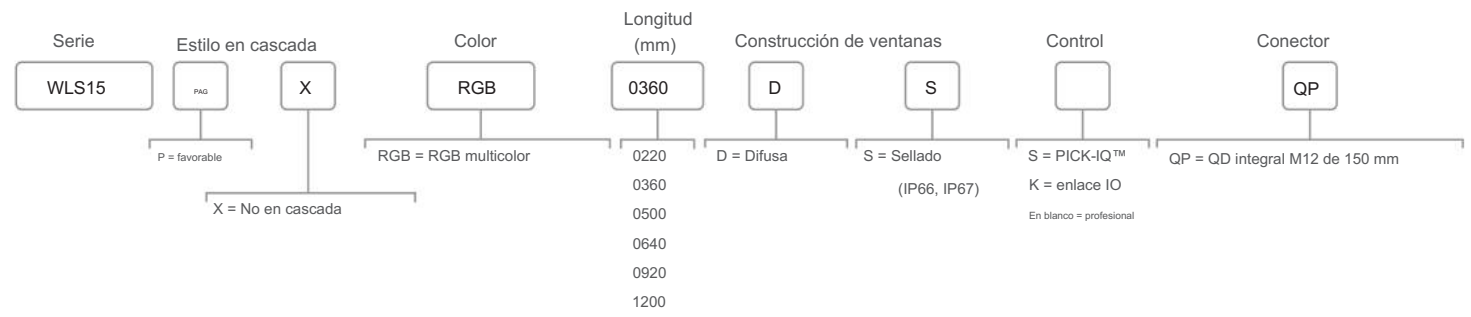 Serie
Estilo en cascada
Color
Longitud
(mm)
Construcción de ventanas
Control
Conector
WLS15
PAG
X
RGB
0360
D
S
QP
P = favorable
X = No en cascada
RGB = RGB multicolor
0220
0360
0500
0640
0920
1200
D = Difusa
S = Sellado
(IP66, IP67)
S = PICK-IQ™
K = enlace IO
En blanco = profesional
QP = QD integral M12 de 150 mm